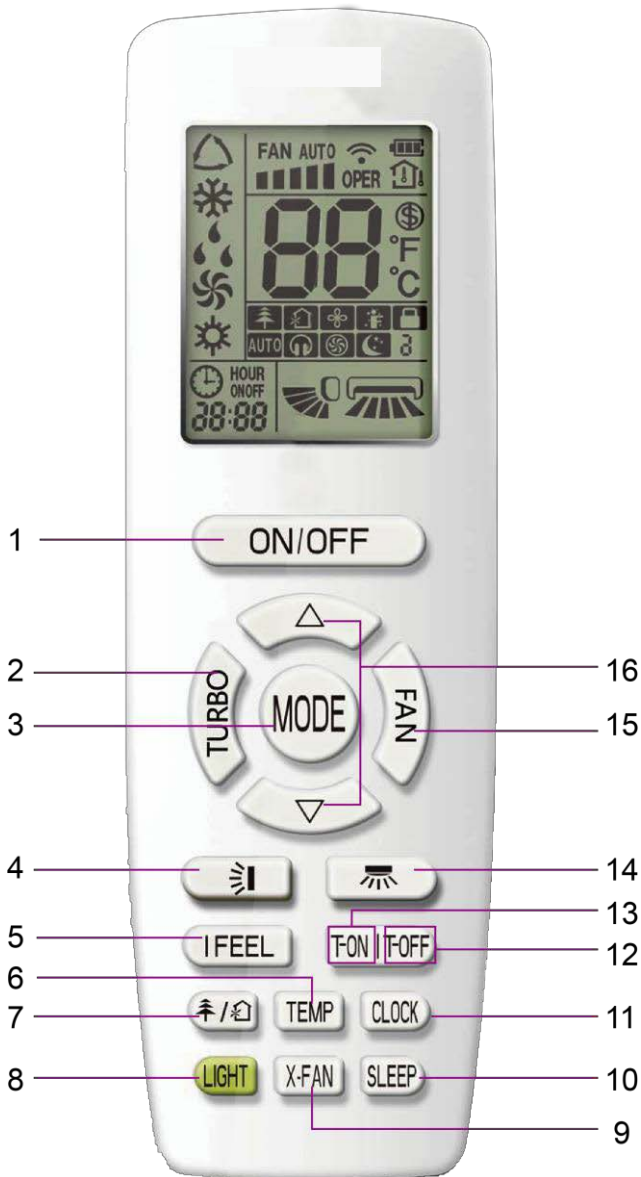 FAN AUTO
OPER
88
°F
°C
AUTO
HOUR
ONOFF
88:88
1
ON/OFF
2
TURBO
3
MODE
16
FAN
15
4
14
13
5
I FEEL
T-ON | T-OFF
12
6
7
/
TEMP
CLOCK
11
8
LIGHT
X-FAN
SLEEP
10
9